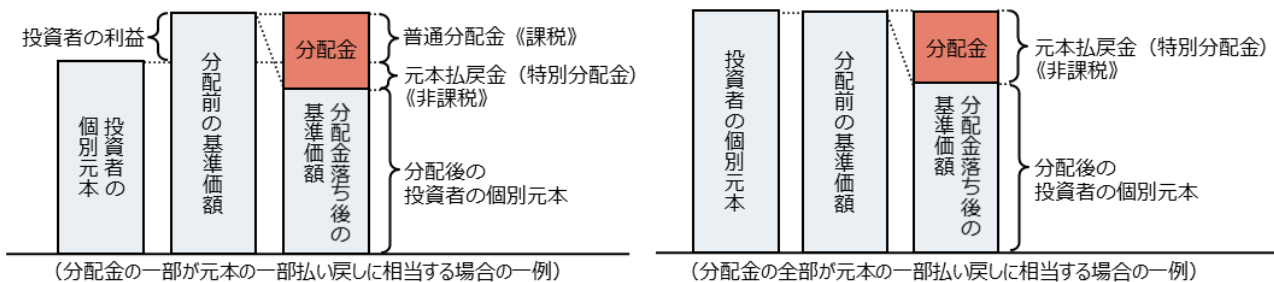 投資者の利益
投資者の
個別元本
分配前の基準価額
分配金
分配金落ち後の
基準価額
普通分配金《課税》
元本払戻金（特別分配金）
《非課税》
分配後の
投資者の個別元本
（分配金の一部が元本の一部払い戻しに相当する場合の一例）
投資者の個別元本
分配前の基準価額
分配金
分配金落ち後の
基準価額
元本払戻金（特別分配金）
《非課税》
分配後の
投資者の個別元本
（分配金の全部が元本の一部払い戻しに相当する場合の一例）